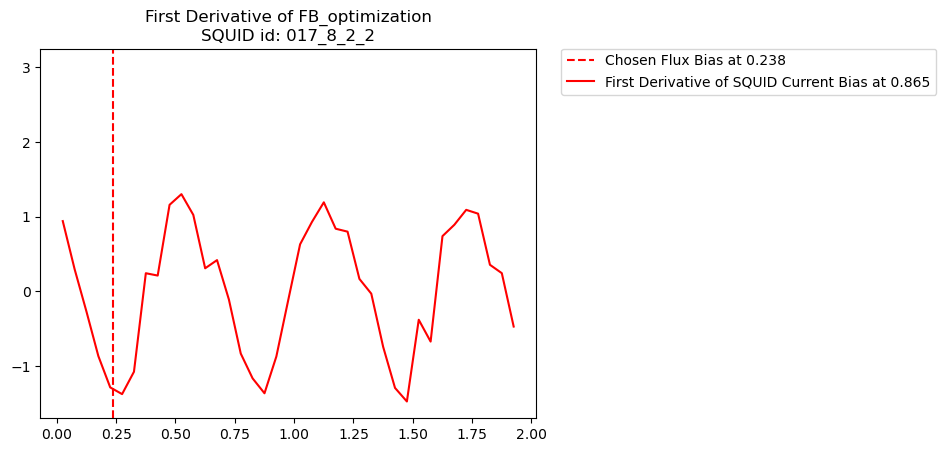 First Derivative of FB_optimization
SQUID id: 017_8_2_2
Chosen Flux Bias at 0.238
First Derivative of SQUID Current Bias at 0.865
3
2
1
0
−1
0.00 0.25 0.50 0.75 1.00 1.25 1.50 1.75 2.00